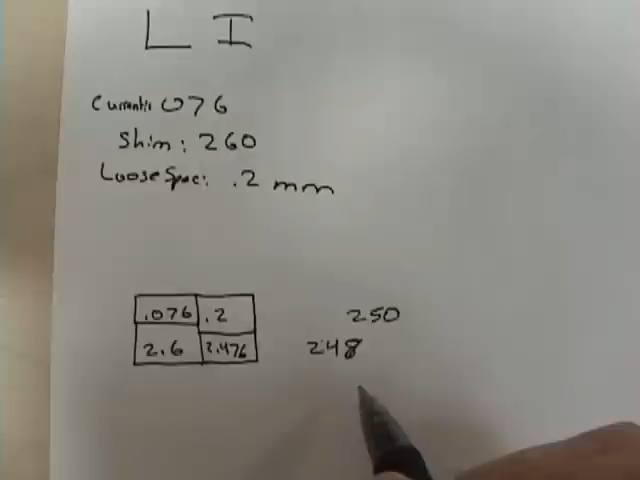 L I
Current: 076
Shim: 260
Loose Spec: .2 mm
.076 .2 250
2.6 2.476 248